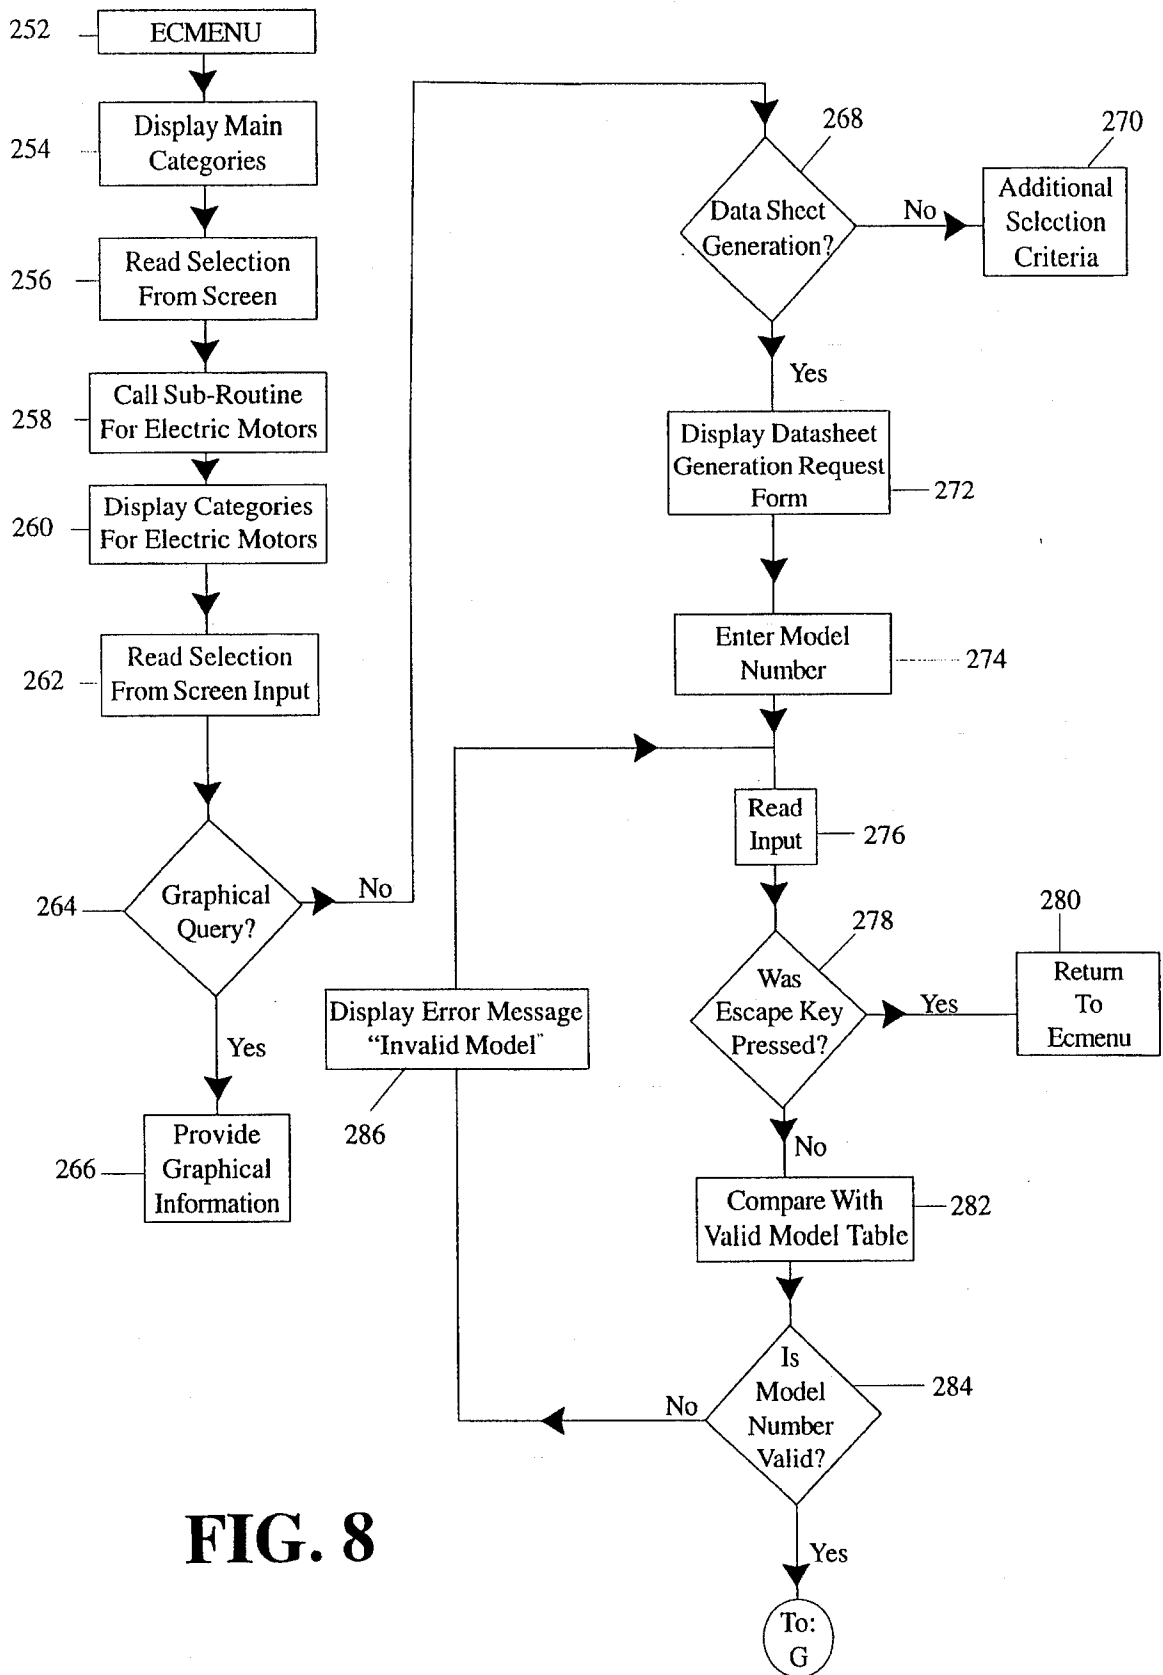 252
ECMENU
254
Display Main
Categories
256
Read Selection
From Screen
258
Call Sub-Routine
For Electric Motors
260
Display Categories
For Electric Motors
262
Read Selection
From Screen Input
264
Graphical
Query?
No
Yes
266
Provide
Graphical
Information
268
Data Sheet
Generation?
No
270
Additional
Selection
Criteria
Yes
Display Datasheet
Generation Request
Form
272
Enter Model
Number
274
Read
Input
276
278
Was
Escape Key
Pressed?
Yes
280
Return
To
Ecmenu
No
Compare With
Valid Model Table
282
Is
Model
Number
Valid?
284
No
Display Error Message
“Invalid Model”
286
Yes
To:
G
FIG. 8